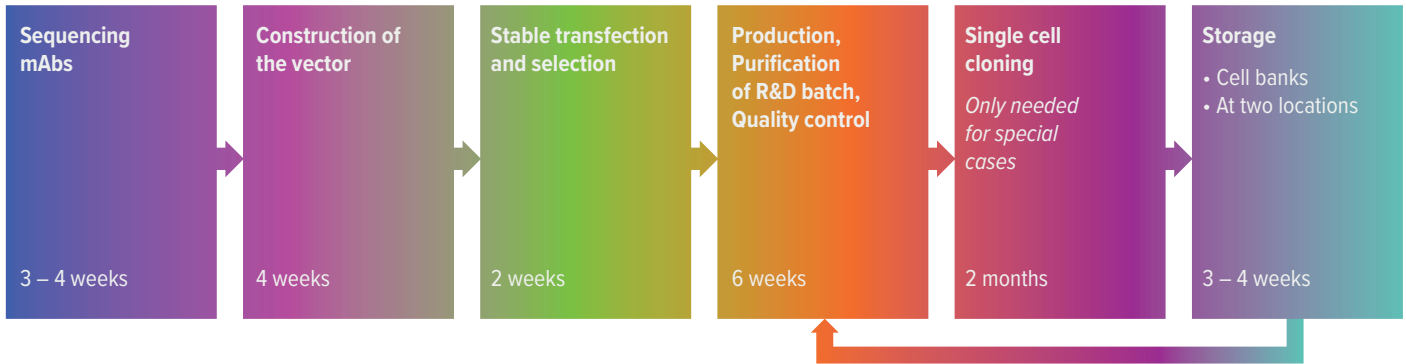 Sequencing
mAbs
3 – 4 weeks
Construction of
the vector
4 weeks
Stable transfection
and selection
2 weeks
Production,
Purification
of R&D batch,
Quality control
6 weeks
Single cell
cloning
Only needed
for special
cases
2 months
Storage
• Cell banks
• At two locations
3 – 4 weeks